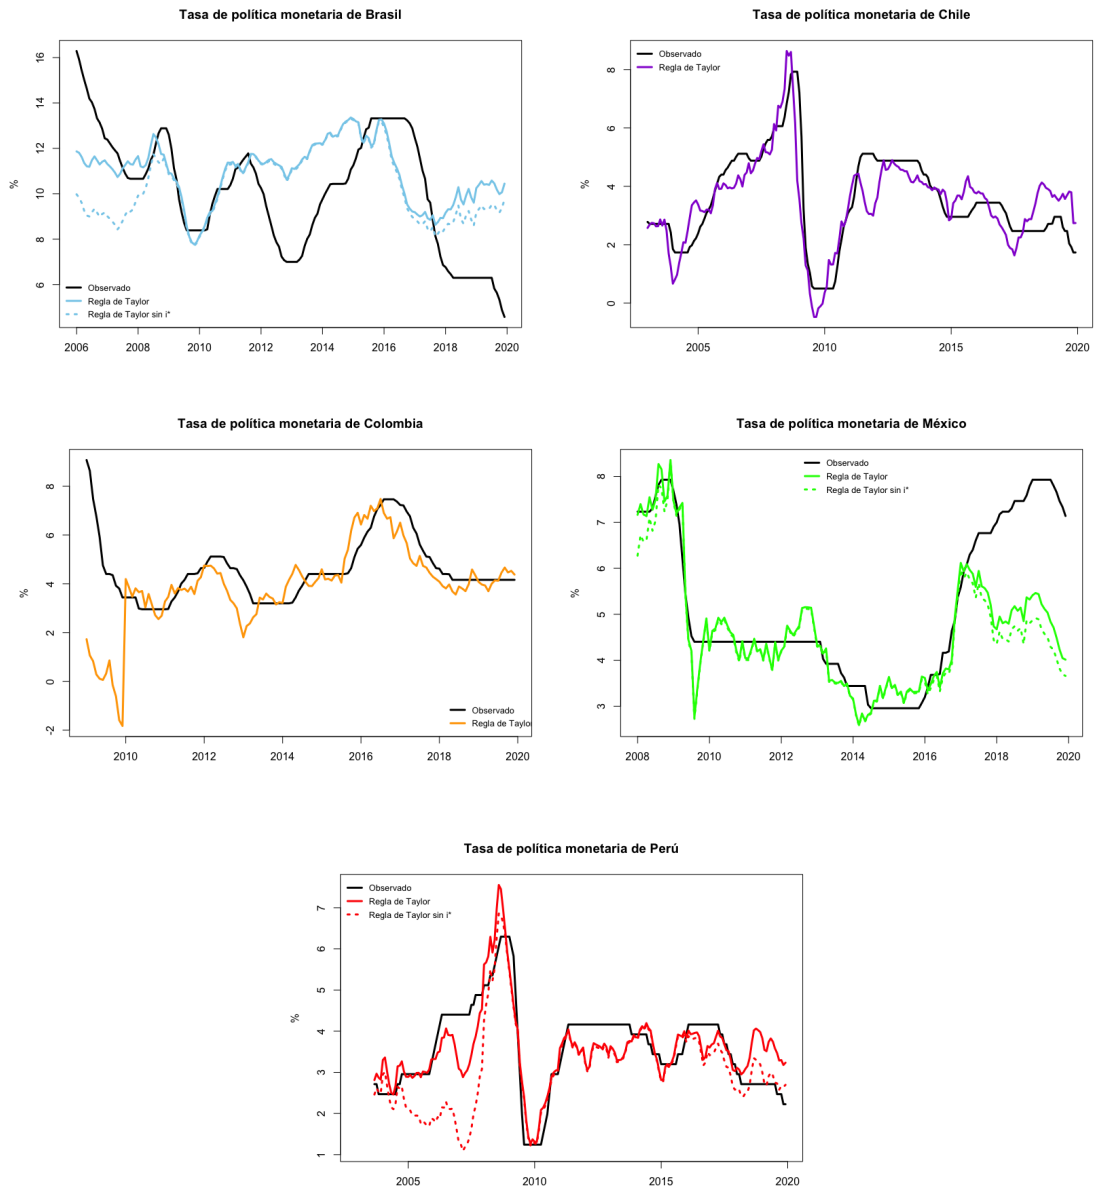 Tasa de política monetaria de Brasil
%
16
14
12
10
8
6
Observado
Regla de Taylor
Regla de Taylor sin i*
2006 2008 2010 2012 2014 2016 2018 2020
Tasa de política monetaria de Chile
%
8
6
4
2
0
Observado
Regla de Taylor
2005 2010 2015 2020
Tasa de política monetaria de Colombia
%
8
6
4
2
0
-2
Observado
Regla de Taylo
2010 2012 2014 2016 2018 2020
Tasa de política monetaria de México
%
8
7
6
5
4
3
Observado
Regla de Taylor
Regla de Taylor sin i*
2008 2010 2012 2014 2016 2018 2020
Tasa de política monetaria de Perú
%
7
6
5
4
3
2
1
Observado
Regla de Taylor
Regla de Taylor sin i*
2005 2010 2015 2020